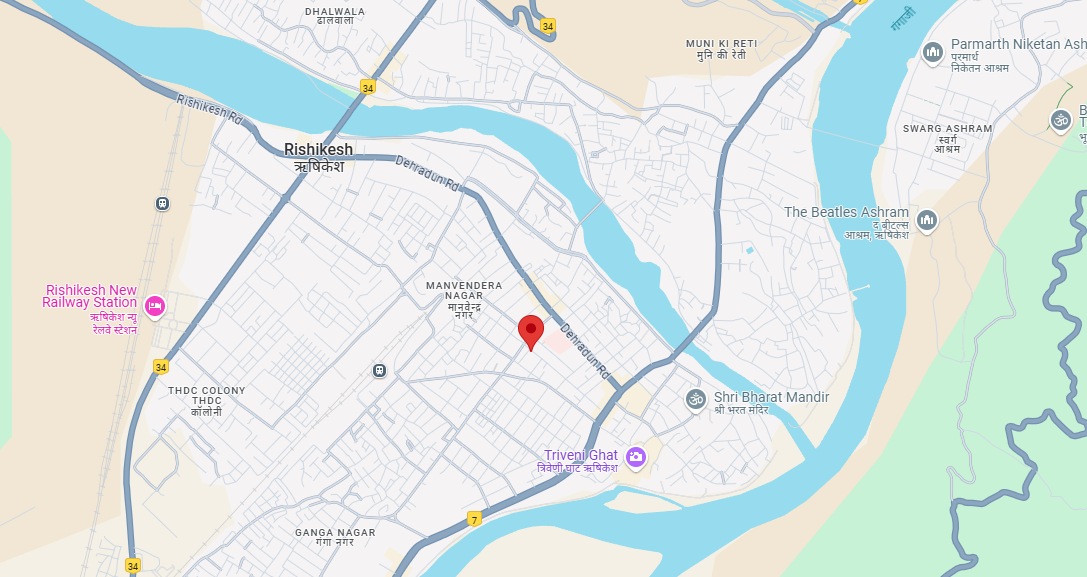 DHALWALA
ढालवाला
34
7
गंगाजी
MUNI KI RETI
मुनि की रेती
Parmarth Niketan Ash
परमार्थ
निकेतन आश्रम
34
Rishikesh Rd
B
T
भू
SWARG ASHRAM
स्वर्ग
आश्रम
Rishikesh
ऋषिकेश
Dehradun Rd
The Beatles Ashram
द बीटल्स
आश्रम, ऋषिकेश
Rishikesh New
Railway Station
ऋषिकेश न्यू
रेलवे स्टेशन
MANVENDERA
NAGAR
मानवेन्द्र
नगर
Dehradun Rd
34
THDC COLONY
THDC
कॉलोनी
Shri Bharat Mandir
श्री भरत मंदिर
Triveni Ghat
त्रिवेणी घाट ऋषिकेश
7
GANGA NAGAR
गंगा नगर
34